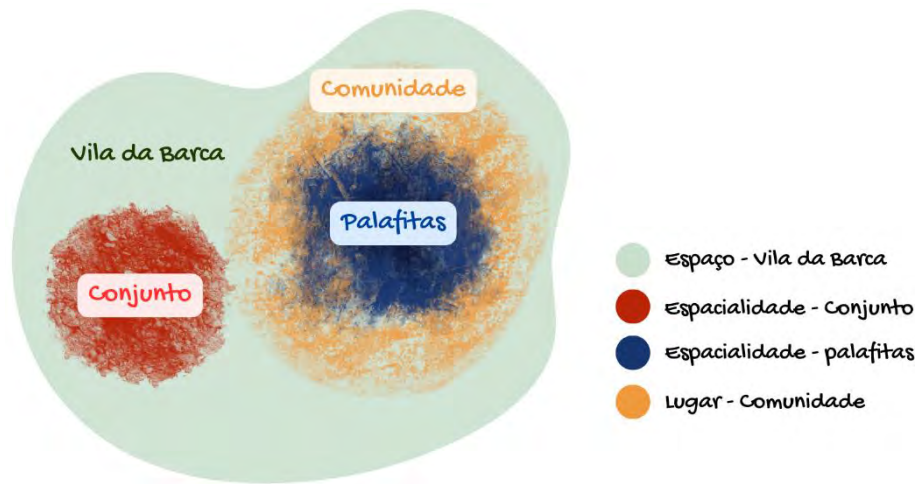 Comunidade
Vila da Barca
Palafitas
Conjunto
Espaço - Vila da Barca
Espacialidade - Conjunto
Espacialidade - palafitas
Lugar - Comunidade